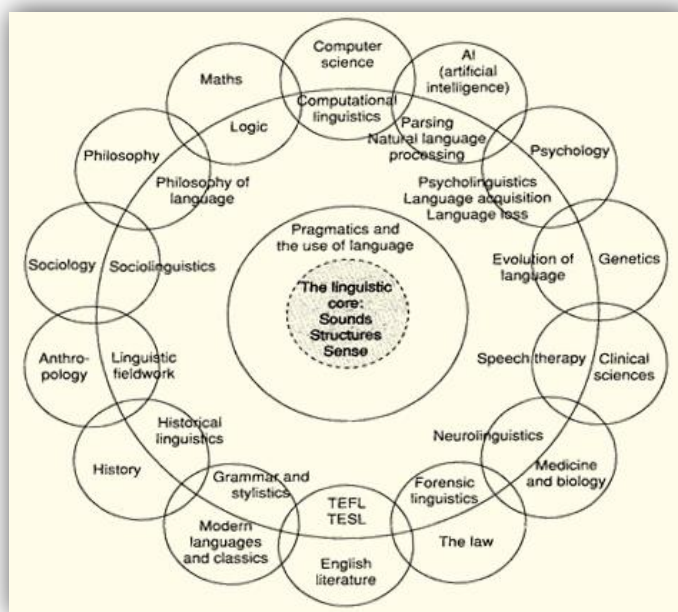 Computer
science
AI
(artificial
intelligence)
Maths
Computational
linguistics
Logic
Parsing
Natural language
processing
Philosophy
Psychology
Philosophy of
language
Psycholinguistics
Language acquisition
Language loss
Pragmatics and
the use of language
Sociology
Sociolinguistics
Evolution of
language
Genetics
The linguistic
core:
Sounds
Structures
Sense
Anthro-
pology
Linguistic
fieldwork
Speech therapy
Clinical
sciences
Historical
linguistics
Neurolinguistics
History
Medicine
and biology
Grammar and
stylistics
Forensic
linguistics
TEFL
TESL
Modern
languages
and classics
The law
English
literature